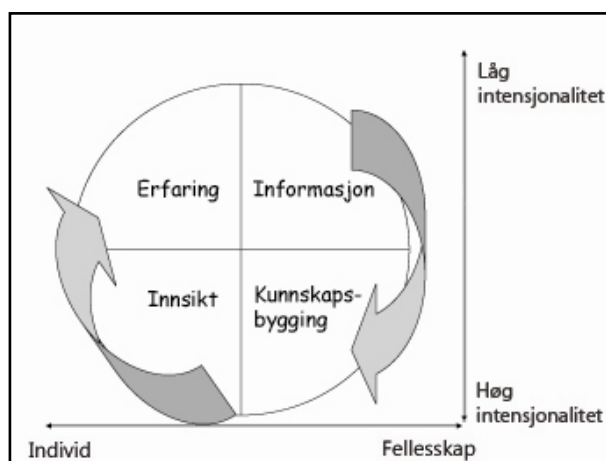 Låg
intensjonalitet
Erfaring
Informasjon
Innsikt
Kunnskaps-
bygging
Høg
intensjonalitet
Individ
Fellesskap